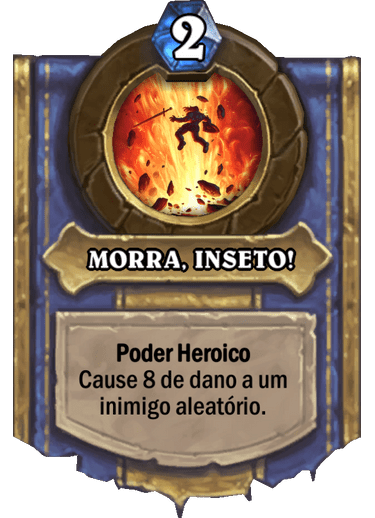 2
MORRA, INSETO!
Poder Heroico
Cause 8 de dano a um
inimigo aleatório.